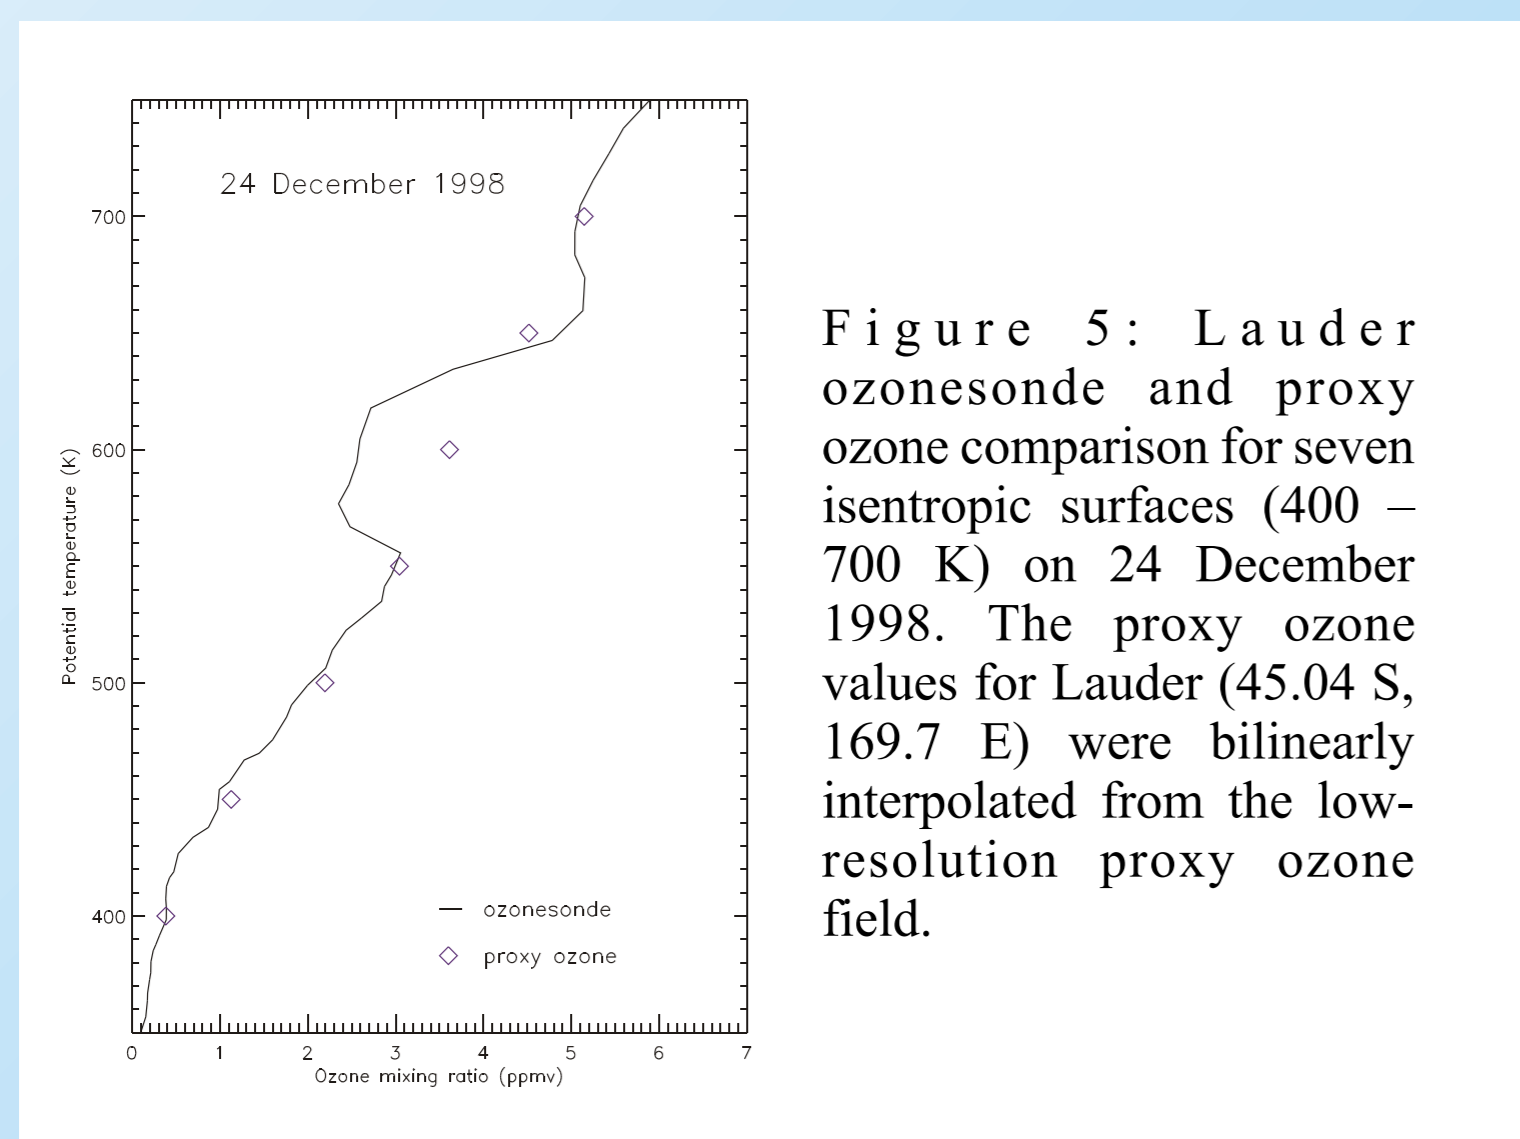 24 December 1998
700
600
500
400
Potential temperature (K)
ozonesonde
proxy ozone
0 1 2 3 4 5 6 7
Ozone mixing ratio (ppmv)
Figure 5: Lauder
ozonesonde and proxy
ozone comparison for seven
isentropic surfaces (400 –
700 K) on 24 December
1998. The proxy ozone
values for Lauder (45.04 S,
169.7 E) were bilinearly
interpolated from the low-
resolution proxy ozone
field.